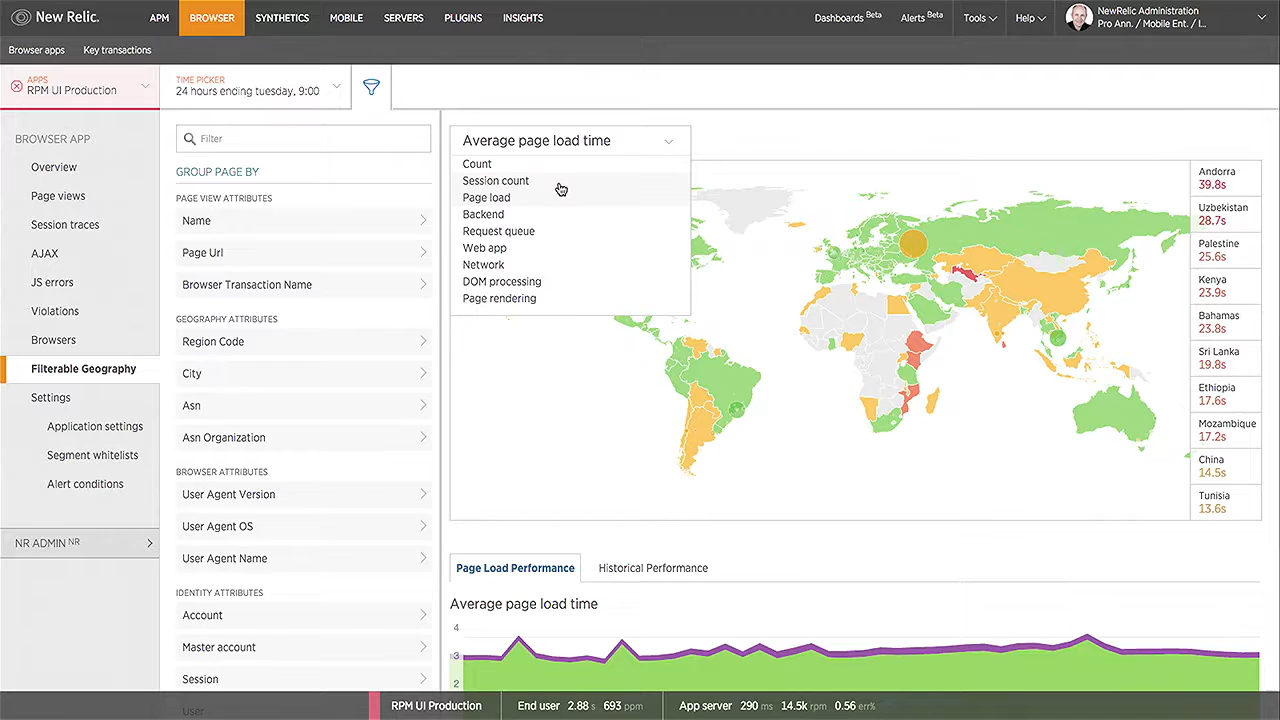 New Relic.
APM
BROWSER
SYNTHETICS
MOBILE
SERVERS
PLUGINS
INSIGHTS
Dashboards Beta
Alerts Beta
Tools
Help
NewRelic Administration
Pro Ann. / Mobile Ent. / I...
Browser apps
Key transactions
APPS
RPM UI Production
TIME PICKER
24 hours ending tuesday, 9:00
BROWSER APP
Overview
Page views
Session traces
AJAX
JS errors
Violations
Browsers
Filterable Geography
Settings
Application settings
Segment whitelists
Alert conditions
NR ADMIN NR
Filter
GROUP PAGE BY
PAGE VIEW ATTRIBUTES
Name
Page Url
Browser Transaction Name
GEOGRAPHY ATTRIBUTES
Region Code
City
Asn
Asn Organization
BROWSER ATTRIBUTES
User Agent Version
User Agent OS
User Agent Name
IDENTITY ATTRIBUTES
Account
Master account
Session
User
Average page load time
Count
Session count
Page load
Backend
Request queue
Web app
Network
DOM processing
Page rendering
Andorra
39.8s
Uzbekistan
28.7s
Palestine
25.6s
Kenya
23.9s
Bahamas
23.8s
Sri Lanka
19.8s
Ethiopia
17.6s
Mozambique
17.2s
China
14.5s
Tunisia
13.6s
Page Load Performance
Historical Performance
Average page load time
4
3
2
RPM UI Production
End user 2.88 s 693 ppm
App server 290 ms 14.5k rpm 0.56 err%